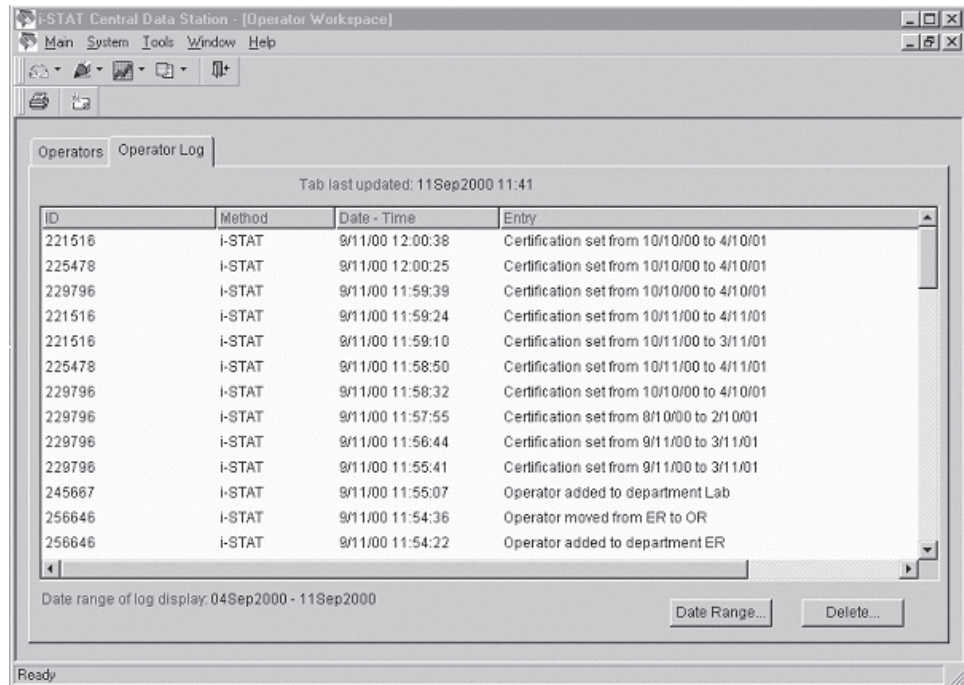 i-STAT Central Data Station - [Operator Workspace]
Main System Tools Window Help
Operators Operator Log
Tab last updated: 11Sep2000 11:41
ID Method Date - Time Entry
221516 i-STAT 9/11/00 12:00:38 Certification set from 10/10/00 to 4/10/01
225478 i-STAT 9/11/00 12:00:25 Certification set from 10/10/00 to 4/10/01
229796 i-STAT 9/11/00 11:59:39 Certification set from 10/10/00 to 4/10/01
221516 i-STAT 9/11/00 11:59:24 Certification set from 10/11/00 to 4/11/01
221516 i-STAT 9/11/00 11:59:10 Certification set from 10/11/00 to 3/11/01
225478 i-STAT 9/11/00 11:58:50 Certification set from 10/11/00 to 4/11/01
229796 i-STAT 9/11/00 11:58:32 Certification set from 10/10/00 to 4/10/01
229796 i-STAT 9/11/00 11:57:55 Certification set from 8/10/00 to 2/10/01
229796 i-STAT 9/11/00 11:56:44 Certification set from 9/11/00 to 3/11/01
229796 i-STAT 9/11/00 11:55:41 Certification set from 9/11/00 to 3/11/01
245667 i-STAT 9/11/00 11:55:07 Operator added to department Lab
256646 i-STAT 9/11/00 11:54:36 Operator moved from ER to OR
256646 i-STAT 9/11/00 11:54:22 Operator added to department ER
Date range of log display: 04Sep2000 - 11Sep2000
Date Range... Delete...
Ready